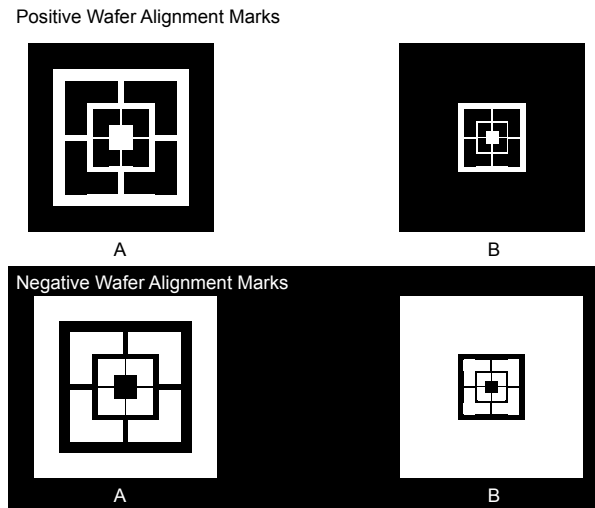 Positive Wafer Alignment Marks
A
B
Negative Wafer Alignment Marks
A
B